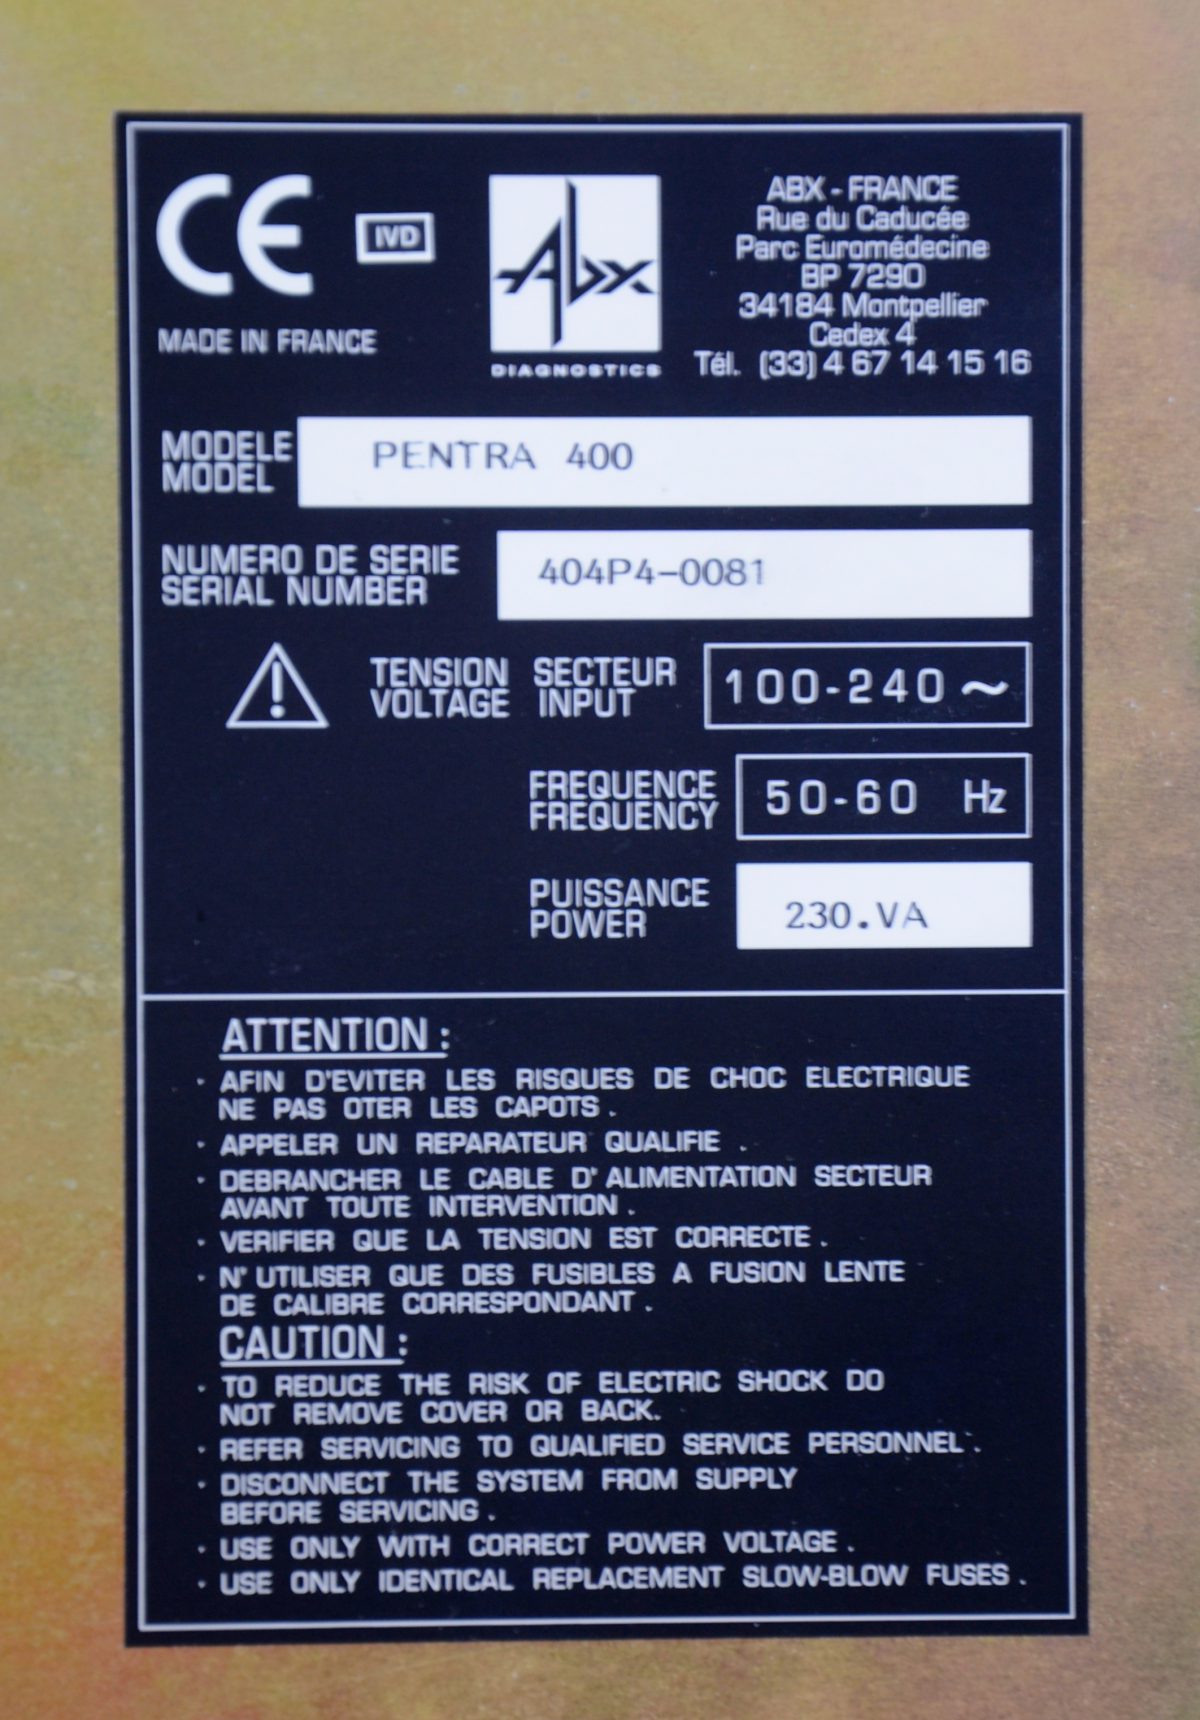 CE
IVD
MADE IN FRANCE
Abx
DIAGNOSTICS
ABX - FRANCE
Rue du Caducée
Parc Euromédecine
BP 7290
34184 Montpellier
Cedex 4
Tél. (33) 4 67 14 15 16
MODELE
MODEL
PENTRA 400
NUMERO DE SERIE
SERIAL NUMBER
404P4-0081
TENSION SECTEUR
VOLTAGE INPUT
100-240 ~
FREQUENCE
FREQUENCY
50-60 Hz
PUISSANCE
POWER
230.VA
ATTENTION :
· AFIN D'EVITER LES RISQUES DE CHOC ELECTRIQUE
NE PAS OTER LES CAPOTS .
· APPELER UN REPARATEUR QUALIFIE .
· DEBRANCHER LE CABLE D' ALIMENTATION SECTEUR
AVANT TOUTE INTERVENTION .
· VERIFIER QUE LA TENSION EST CORRECTE .
· N' UTILISER QUE DES FUSIBLES A FUSION LENTE
DE CALIBRE CORRESPONDANT .
CAUTION :
· TO REDUCE THE RISK OF ELECTRIC SHOCK DO
NOT REMOVE COVER OR BACK.
· REFER SERVICING TO QUALIFIED SERVICE PERSONNEL .
· DISCONNECT THE SYSTEM FROM SUPPLY
BEFORE SERVICING .
· USE ONLY WITH CORRECT POWER VOLTAGE .
· USE ONLY IDENTICAL REPLACEMENT SLOW-BLOW FUSES .